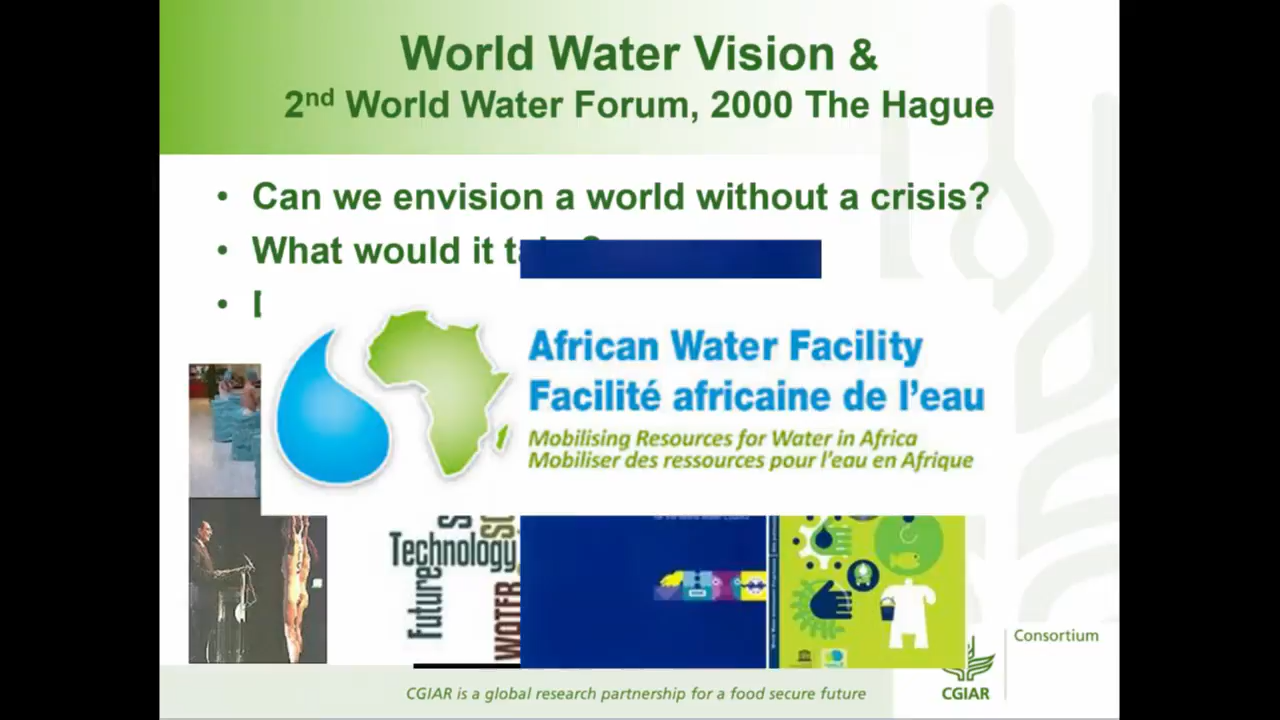 World Water Vision &
2nd World Water Forum, 2000 The Hague
• Can we envision a world without a crisis?
• What would it
•
African Water Facility
Facilité africaine de l'eau
Mobilising Resources for Water in Africa
Mobiliser des ressources pour l'eau en Afrique
Technology
Future
WATER
Consortium
CGIAR
CGIAR is a global research partnership for a food secure future